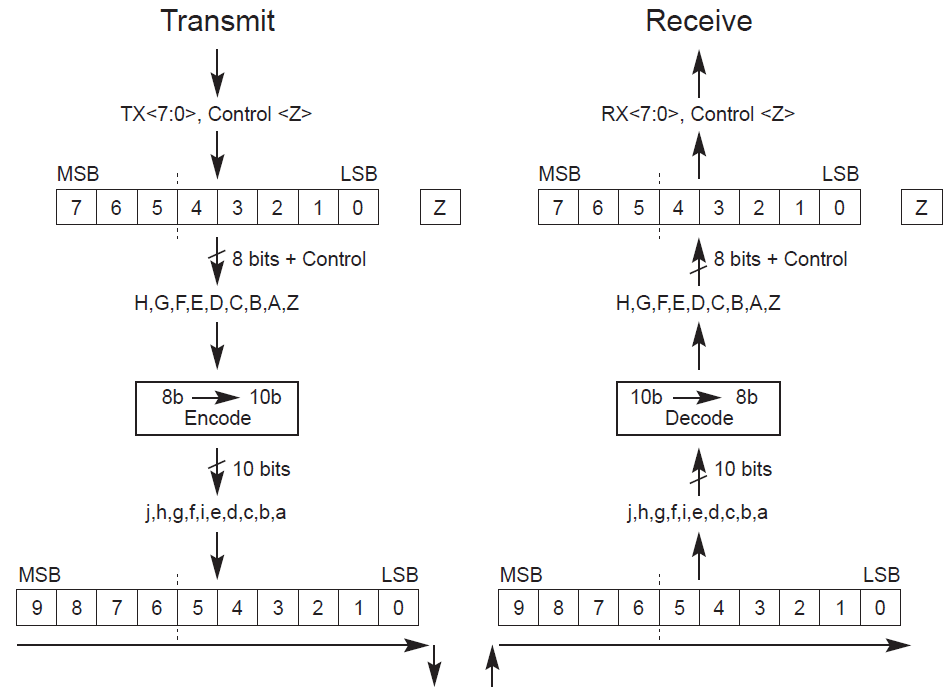 Transmit
TX<7:0>, Control <Z>
MSB LSB
7 6 5 4 3 2 1 0 Z
8 bits + Control
H,G,F,E,D,C,B,A,Z
8b 10b
Encode
10 bits
j,h,g,f,i,e,d,c,b,a
MSB LSB
9 8 7 6 5 4 3 2 1 0
Receive
RX<7:0>, Control <Z>
MSB LSB
7 6 5 4 3 2 1 0 Z
8 bits + Control
H,G,F,E,D,C,B,A,Z
10b 8b
Decode
10 bits
j,h,g,f,i,e,d,c,b,a
MSB LSB
9 8 7 6 5 4 3 2 1 0